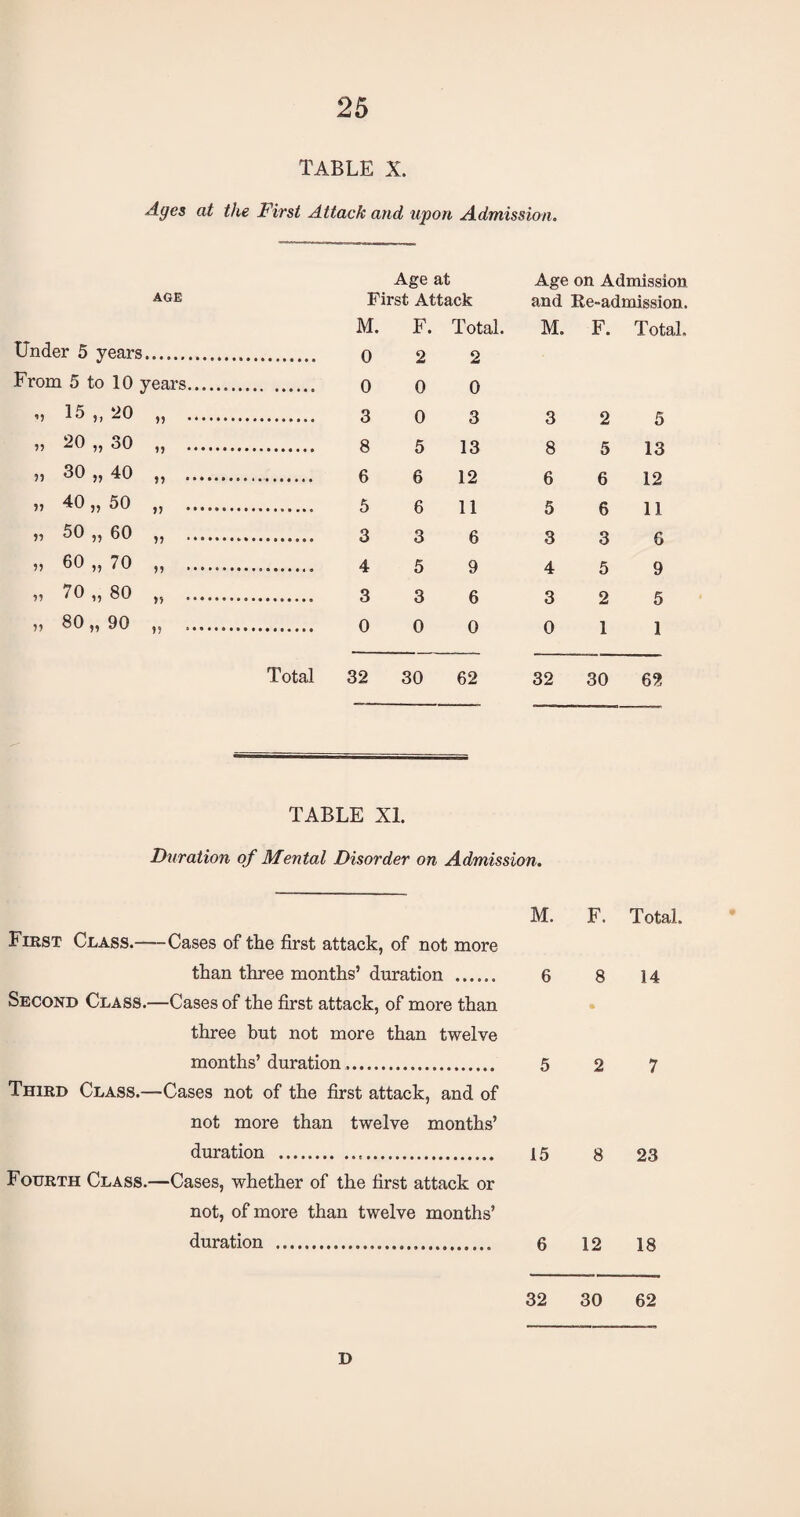 25
TABLE X.
Ages at the First Attack and upon Admission.
AGE Age at First Attack Age on Admission and Re-admission.
M. F. Total. M. F. Total.
Under 5 years...................... 0 2 2
From 5 to 10 years............ ...... 0 0 0
„ 15 „ 20 „ .................... 3 0 3 3 2 5
„ 20 „ 30 „ .................... 8 5 13 8 5 13
„ 30 „ 40 „ .................... 6 6 12 6 6 12
„ 40 „ 50 „ .................... 5 6 11 5 6 11
„ 50 „ 60 „ .................... 3 3 6 3 3 6
„ 60 „ 70 „ .................... 4 5 9 4 5 9
„ 70 „ 80 „ .................... 3 3 6 3 2 5
„ 80 „ 90 „ .................... 0 0 0 0 1 1
Total 32 30 62 32 30 62
TABLE XI.
Duration of Mental Disorder on Admission.
M. F. Total.
FIRST CLASS.—Cases of the first attack, of not more
than three months' duration ...... 6 8 14
SECOND CLASS.—Cases of the first attack, of more than
three but not more than twelve
months' duration....................... 5 2 7
THIRD CLASS.—Cases not of the first attack, and of
not more than twelve months'
duration ......... ....................... 15 8 23
FOURTH CLASS.—Cases, whether of the first attack or
not, of more than twelve months'
duration ................................. 6 12 18
32 30 62
D